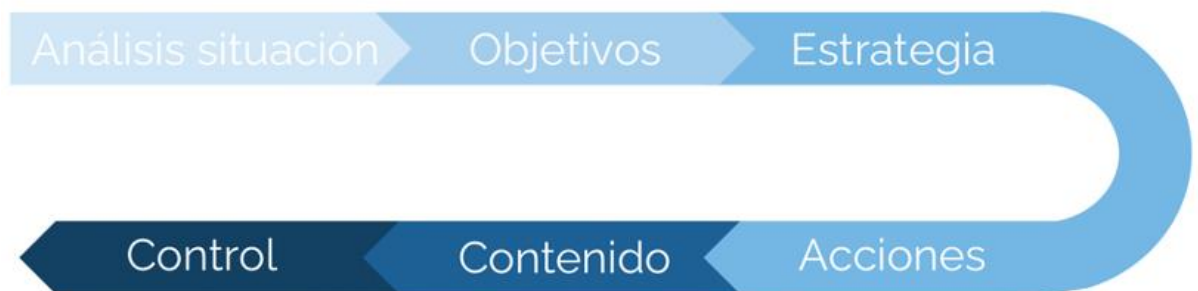 Análisis situación
Objetivos
Estrategia
Acciones
Contenido
Control